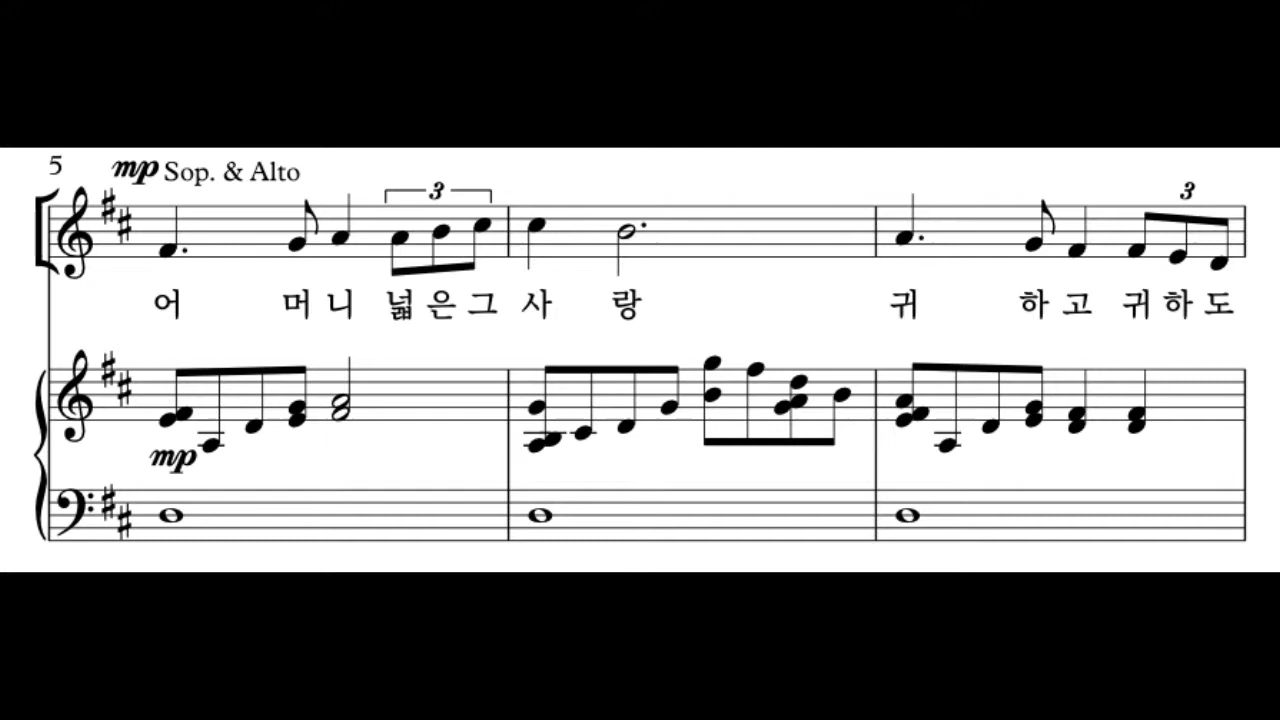 5
mp Sop. & Alto
3
3
어 머 니 넓 은 그 사 랑 귀 하 고 귀 하 도
mp